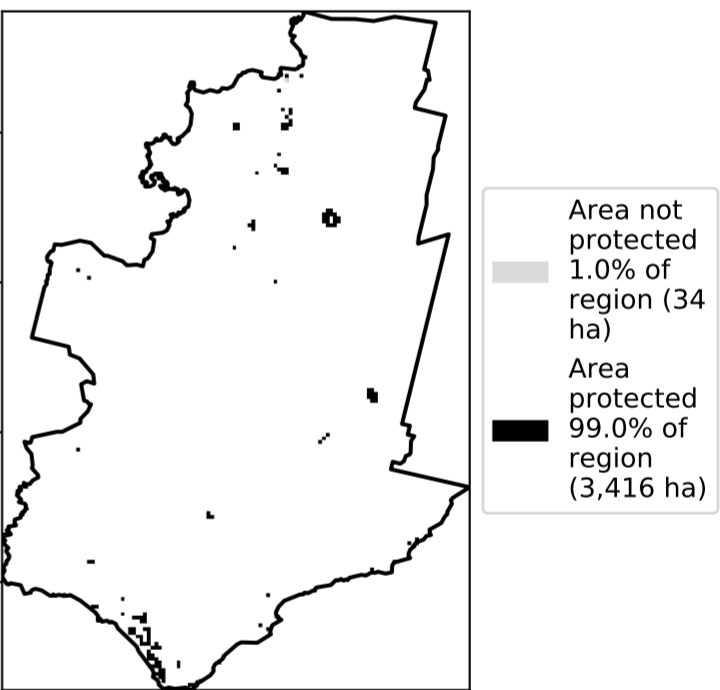 Area not
protected
1.0% of
region (34
ha)
Area
protected
99.0% of
region
(3,416 ha)